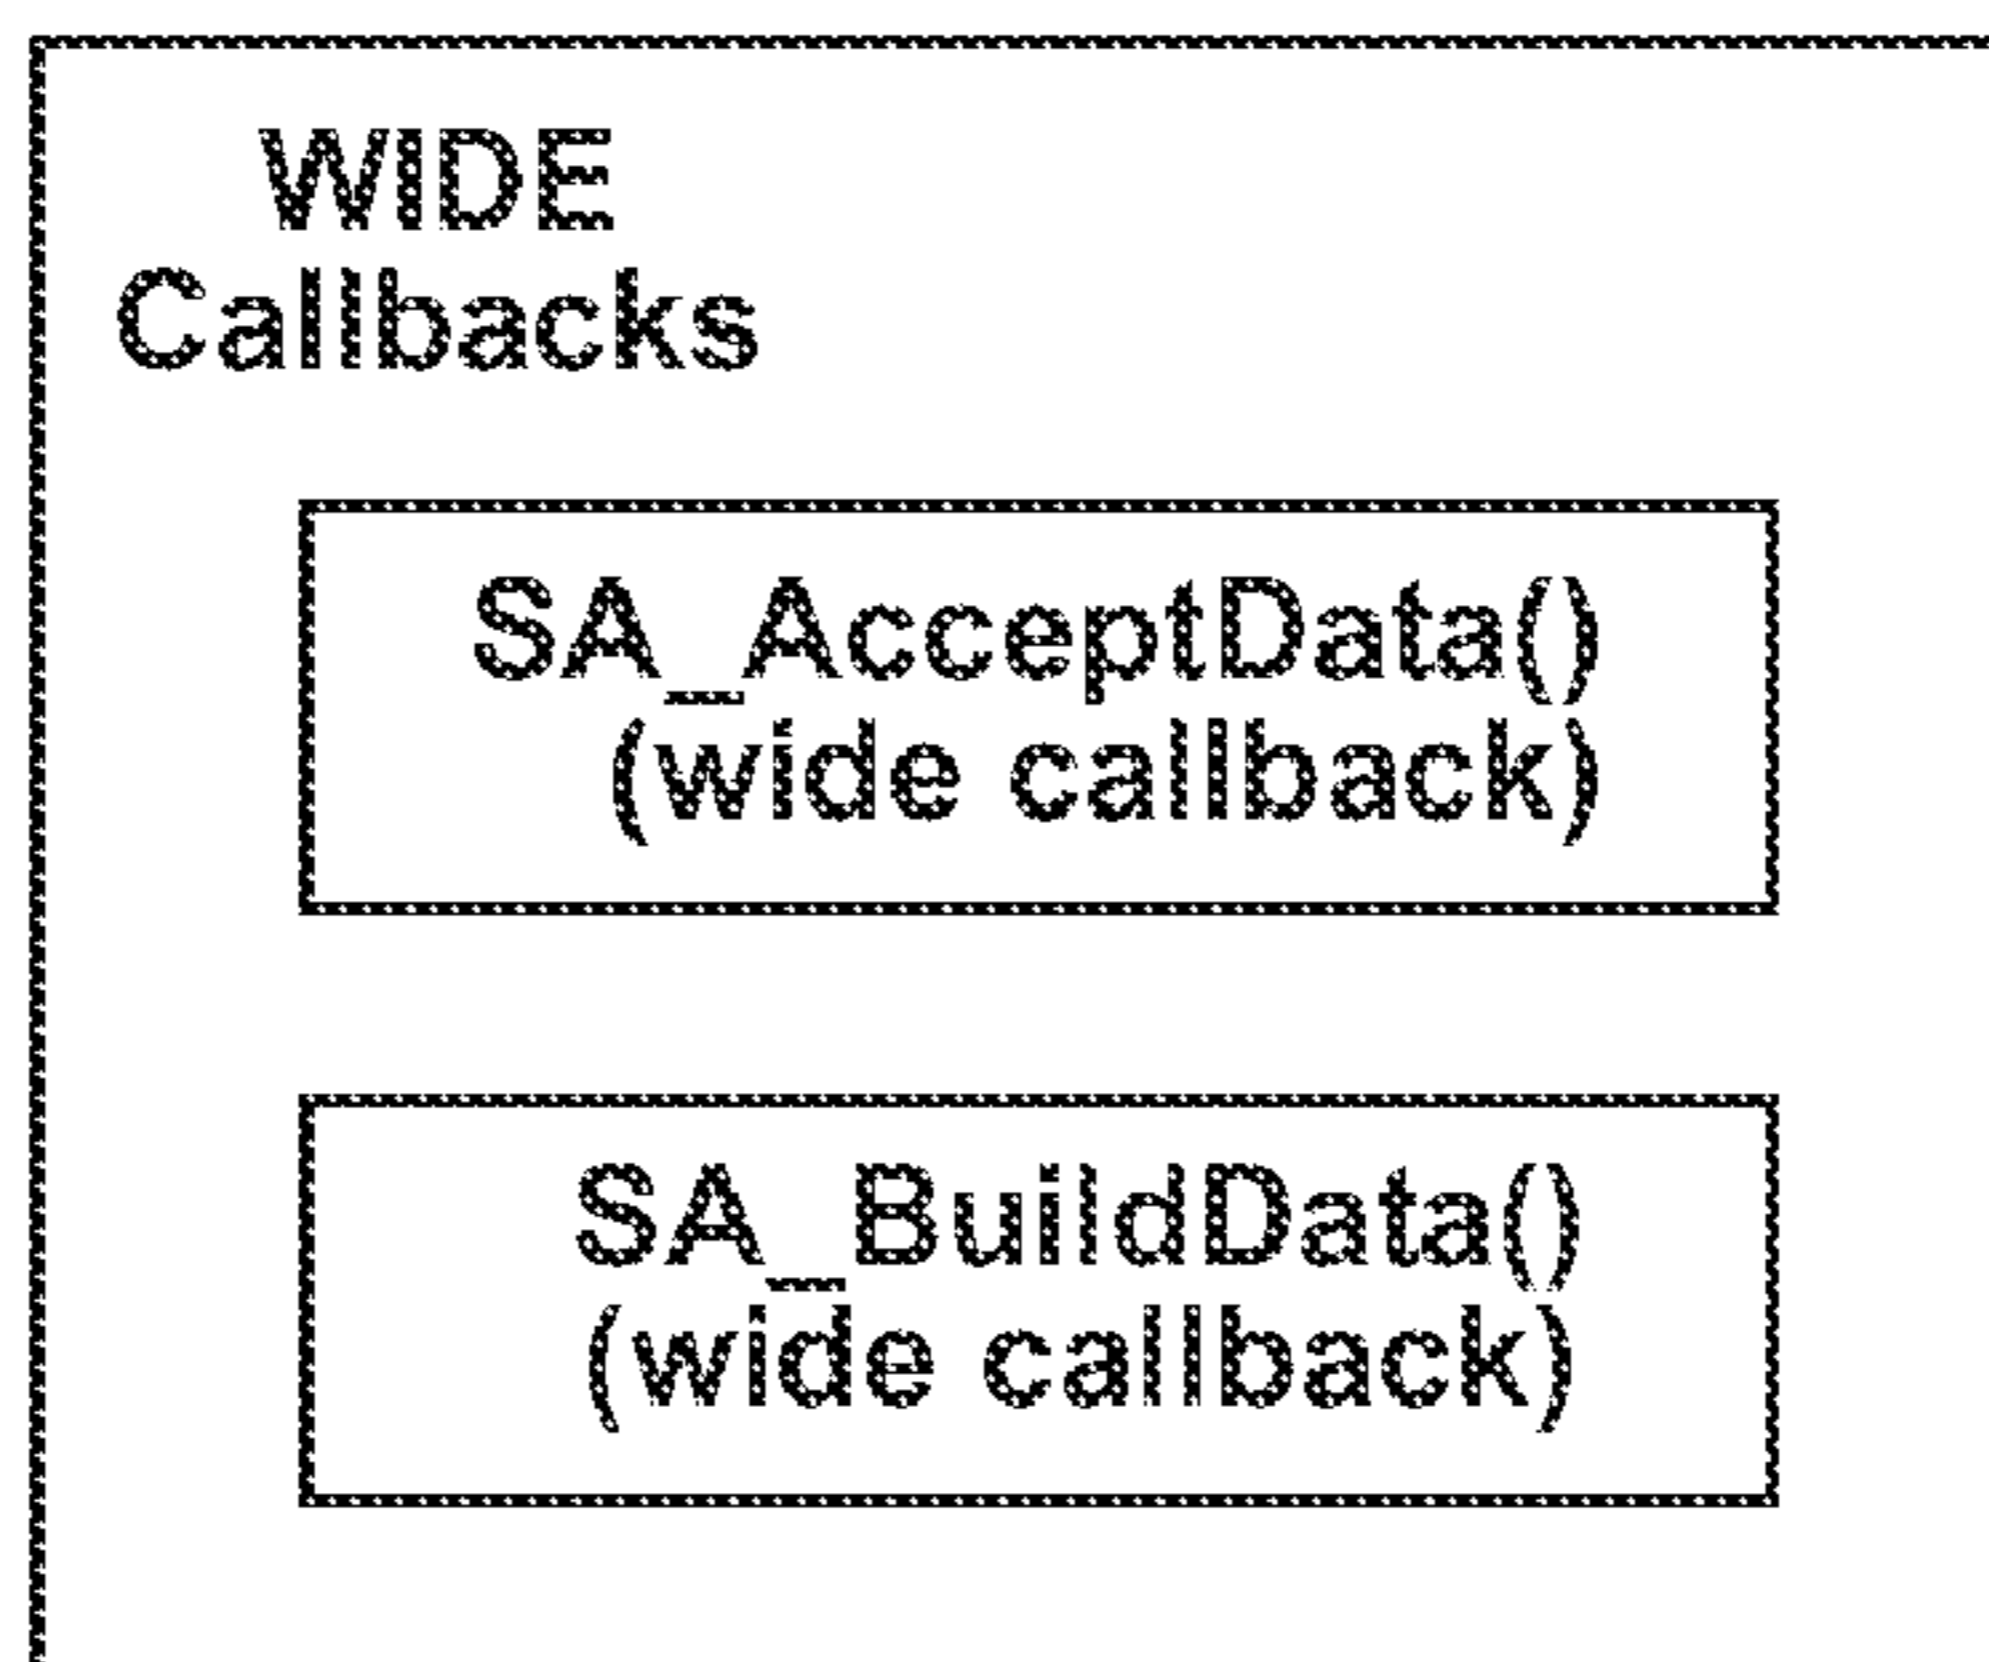 WIDE
Callbacks
SA_AcceptData()
(wide callback)
SA_BuildData()
(wide callback)